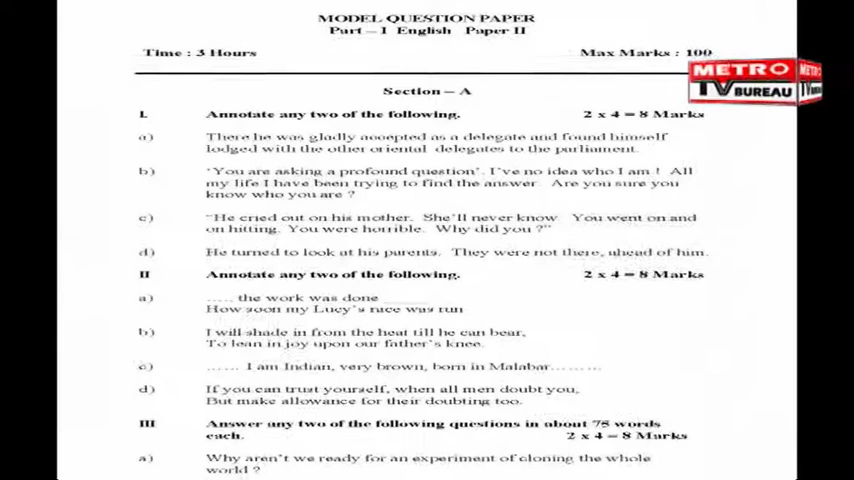 MODEL QUESTION PAPER
Part – I English Paper II
Time : 3 Hours Max Marks : 100
METRO TV BUREAU
METRO TV BUREAU
Section – A
I. Annotate any two of the following. 2 x 4 = 8 Marks
a) There he was gladly accepted as a delegate and found himself
lodged with the other oriental delegates to the parliament.
b) 'You are asking a profound question'. I've no idea who I am ! All
my life I have been trying to find the answer Are you sure you
know who you are ?
c) "He cried out on his mother. She'll never know You went on and
on hitting. You were horrible. Why did you ?"
d) He turned to look at his parents. They were not there, ahead of him.
II Annotate any two of the following. 2 x 4 = 8 Marks
a) ..... the work was done ______
How soon my Lucy's race was run
b) I will shade in from the heat till he can bear,
To lean in joy upon our father's knee.
c) ...... I am Indian, very brown, born in Malabar.........
d) If you can trust yourself, when all men doubt you,
But make allowance for their doubting too.
III Answer any two of the following questions in about 75 words
each. 2 x 4 = 8 Marks
a) Why aren't we ready for an experiment of cloning the whole
world ?